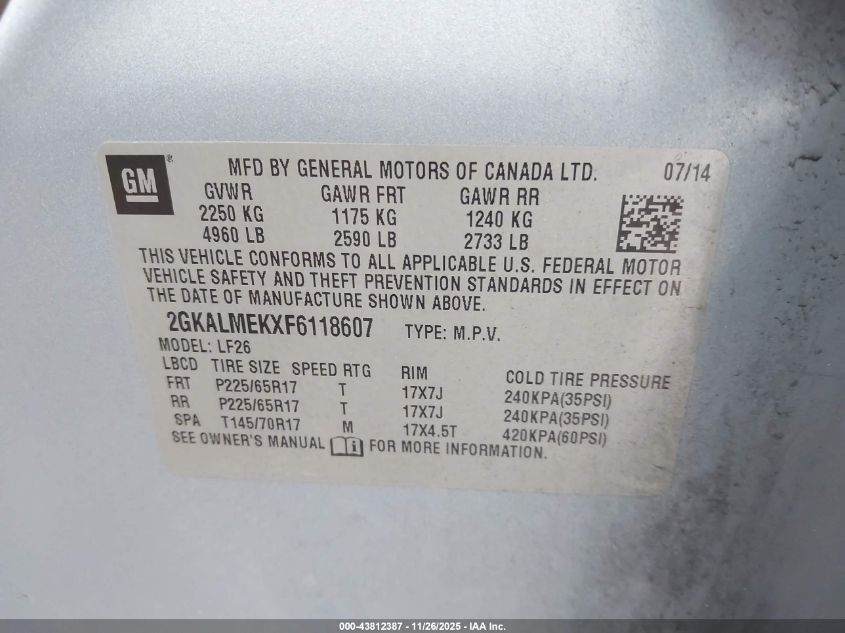 GM ® MFD BY GENERAL MOTORS OF CANADA LTD. 07/14
GVWR GAWR FRT GAWR RR
2250 KG 1175 KG 1240 KG
4960 LB 2590 LB 2733 LB
THIS VEHICLE CONFORMS TO ALL APPLICABLE U.S. FEDERAL MOTOR
VEHICLE SAFETY AND THEFT PREVENTION STANDARDS IN EFFECT ON
THE DATE OF MANUFACTURE SHOWN ABOVE.
2GKALMEKXF6118607 TYPE: M.P.V.
MODEL: LF26
LBCD TIRE SIZE SPEED RTG RIM COLD TIRE PRESSURE
FRT P225/65R17 T 17X7J 240KPA(35PSI)
RR P225/65R17 T 17X7J 240KPA(35PSI)
SPA T145/70R17 M 17X4.5T 420KPA(60PSI)
SEE OWNER'S MANUAL i FOR MORE INFORMATION.
000-43812387 - 11/26/2025 - IAA Inc.